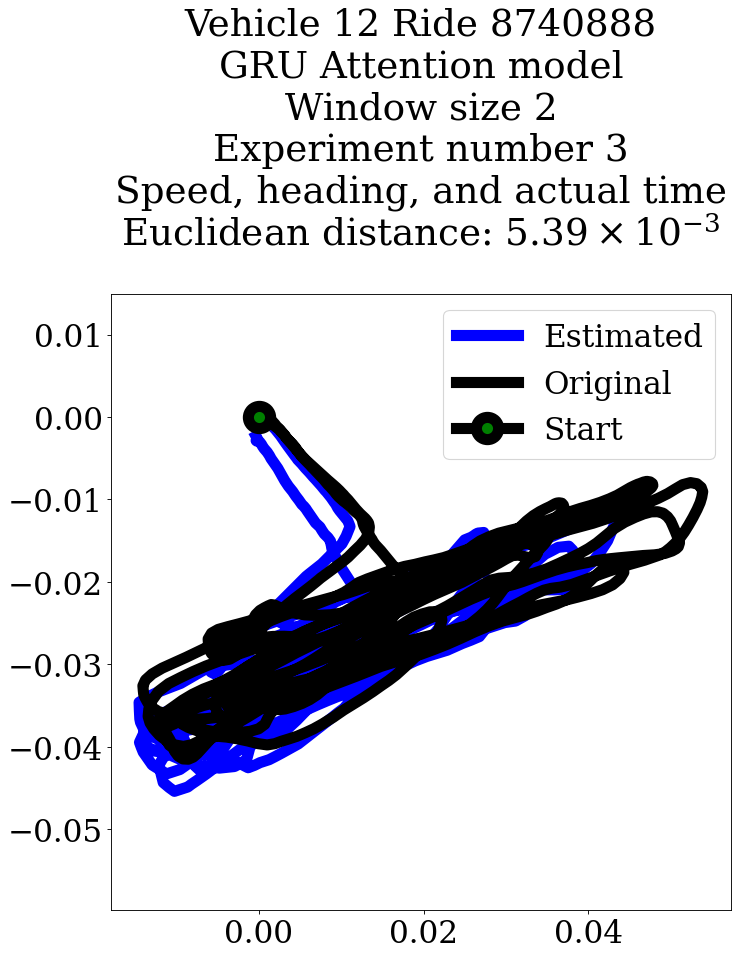 Vehicle 12 Ride 8740888
GRU Attention model
Window size 2
Experiment number 3
Speed, heading, and actual time
Euclidean distance: 5.39 × 10⁻³
Estimated
Original
Start
0.01
0.00
−0.01
−0.02
−0.03
−0.04
−0.05
0.00 0.02 0.04